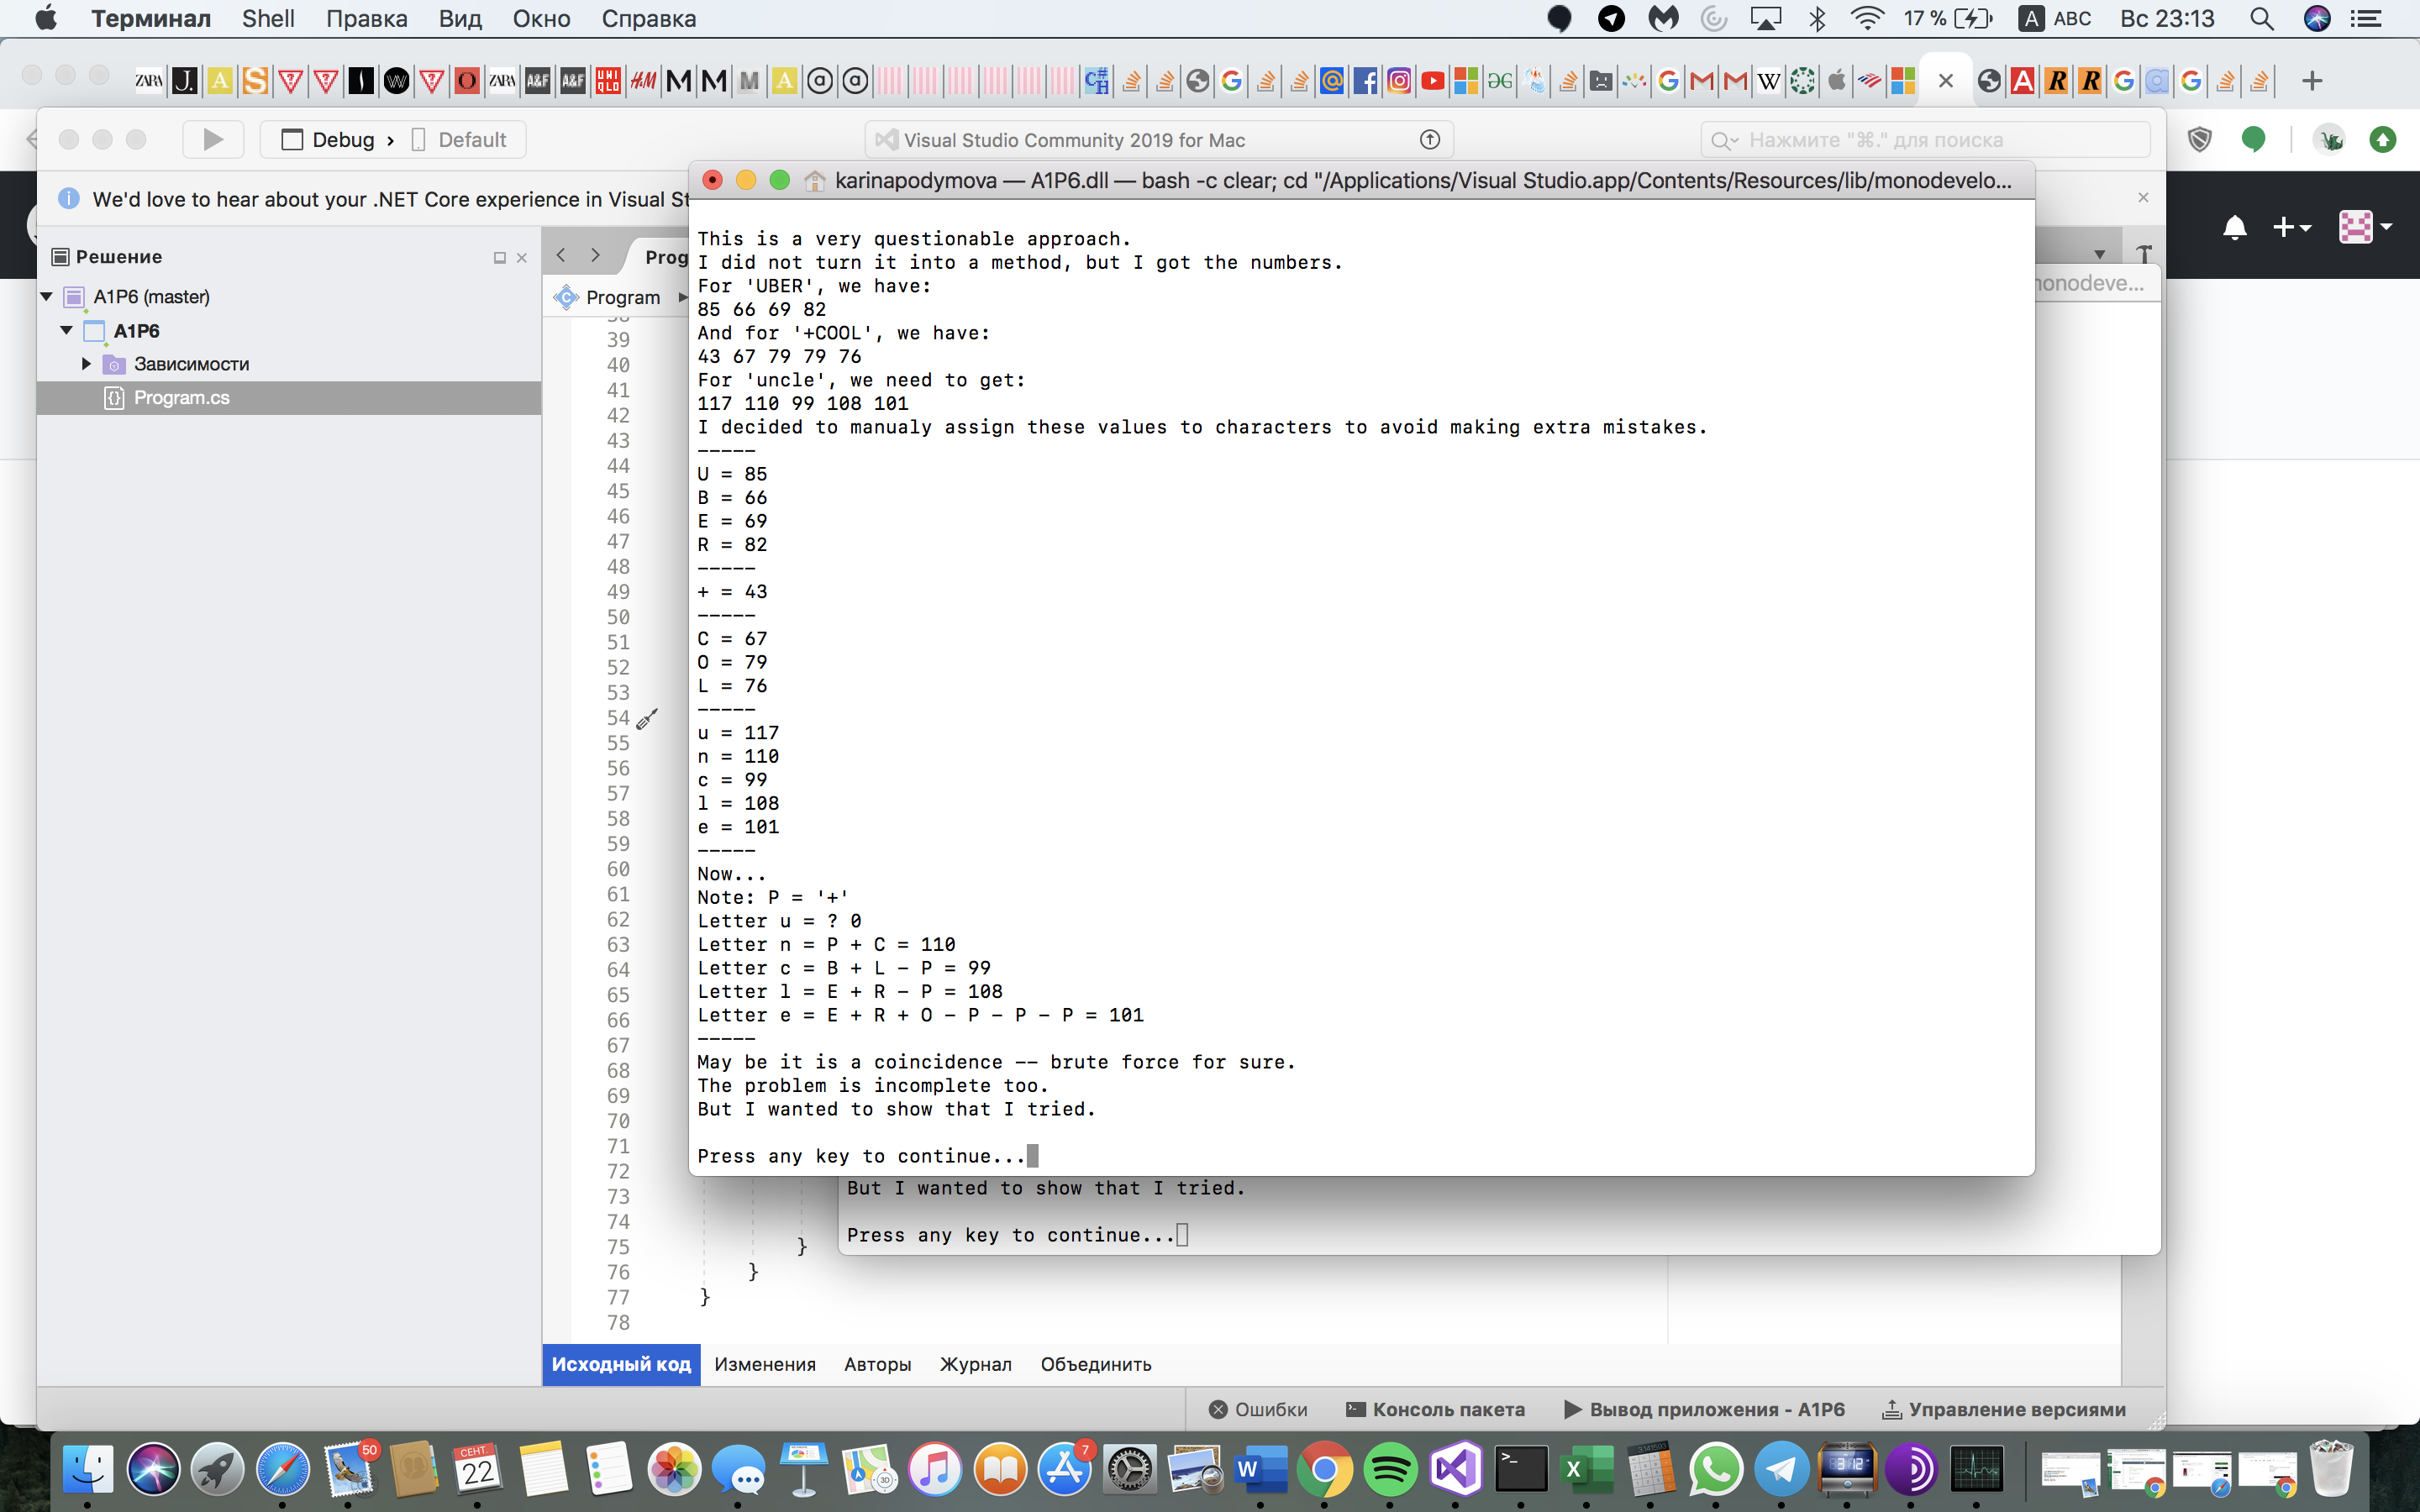 Терминал Shell Правка Вид Окно Справка 17 % A ABC Вс 23:13
Debug › Default
Visual Studio Community 2019 for Mac
Нажмите "⌘." для поиска
karinapodymova — A1P6.dll — bash -c clear; cd "/Applications/Visual Studio.app/Contents/Resources/lib/monodevelo...
We'd love to hear about your .NET Core experience in Visual St
Решение
Prog
A1P6 (master)
Program
onodeve...
A1P6
Зависимости
Program.cs
This is a very questionable approach.
I did not turn it into a method, but I got the numbers.
For 'UBER', we have:
85 66 69 82
And for '+COOL', we have:
43 67 79 79 76
For 'uncle', we need to get:
117 110 99 108 101
I decided to manualy assign these values to characters to avoid making extra mistakes.
-----
U = 85
B = 66
E = 69
R = 82
-----
+ = 43
-----
C = 67
O = 79
L = 76
-----
u = 117
n = 110
c = 99
l = 108
e = 101
-----
Now...
Note: P = '+'
Letter u = ? 0
Letter n = P + C = 110
Letter c = B + L - P = 99
Letter l = E + R - P = 108
Letter e = E + R + O - P - P - P = 101
-----
May be it is a coincidence -- brute force for sure.
The problem is incomplete too.
But I wanted to show that I tried.
Press any key to continue...
But I wanted to show that I tried.
Press any key to continue...
39
40
41
42
43
44
45
46
47
48
49
50
51
52
53
54
55
56
57
58
59
60
61
62
63
64
65
66
67
68
69
70
71
72
73
74
75 }
76 }
77 }
78
Исходный код Изменения Авторы Журнал Объединить
Ошибки Консоль пакета Вывод приложения - A1P6 Управление версиями
50
СЕНТ.
22
7